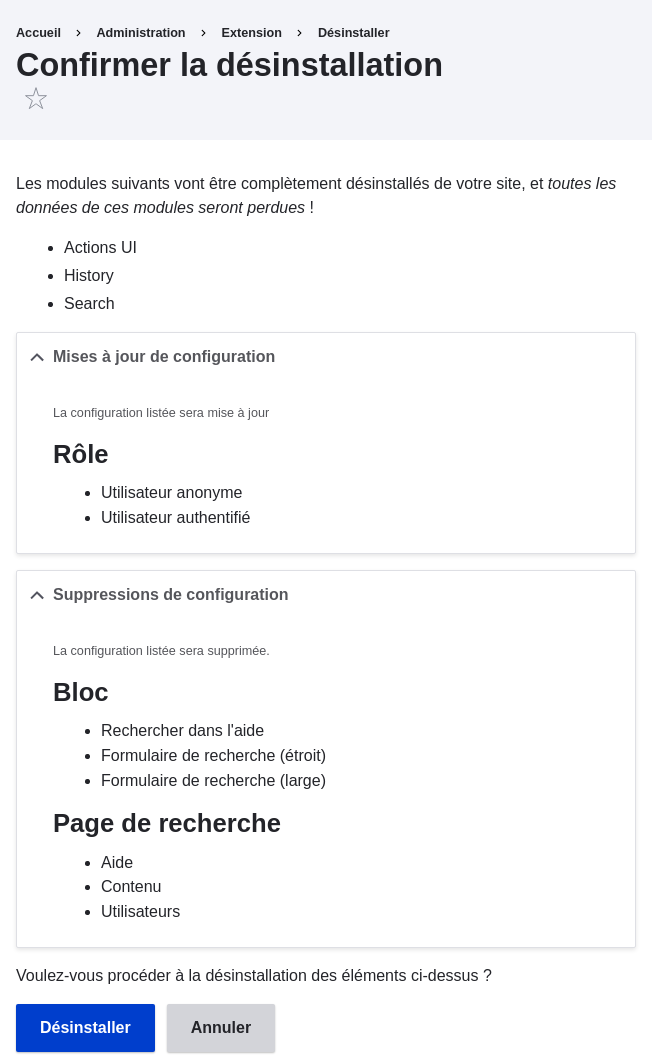 Accueil > Administration > Extension > Désinstaller
Confirmer la désinstallation
Les modules suivants vont être complètement désinstallés de votre site, et toutes les
données de ces modules seront perdues !
Actions UI
History
Search
Mises à jour de configuration
La configuration listée sera mise à jour
Rôle
Utilisateur anonyme
Utilisateur authentifié
Suppressions de configuration
La configuration listée sera supprimée.
Bloc
Rechercher dans l'aide
Formulaire de recherche (étroit)
Formulaire de recherche (large)
Page de recherche
Aide
Contenu
Utilisateurs
Voulez-vous procéder à la désinstallation des éléments ci-dessus ?
Désinstaller Annuler